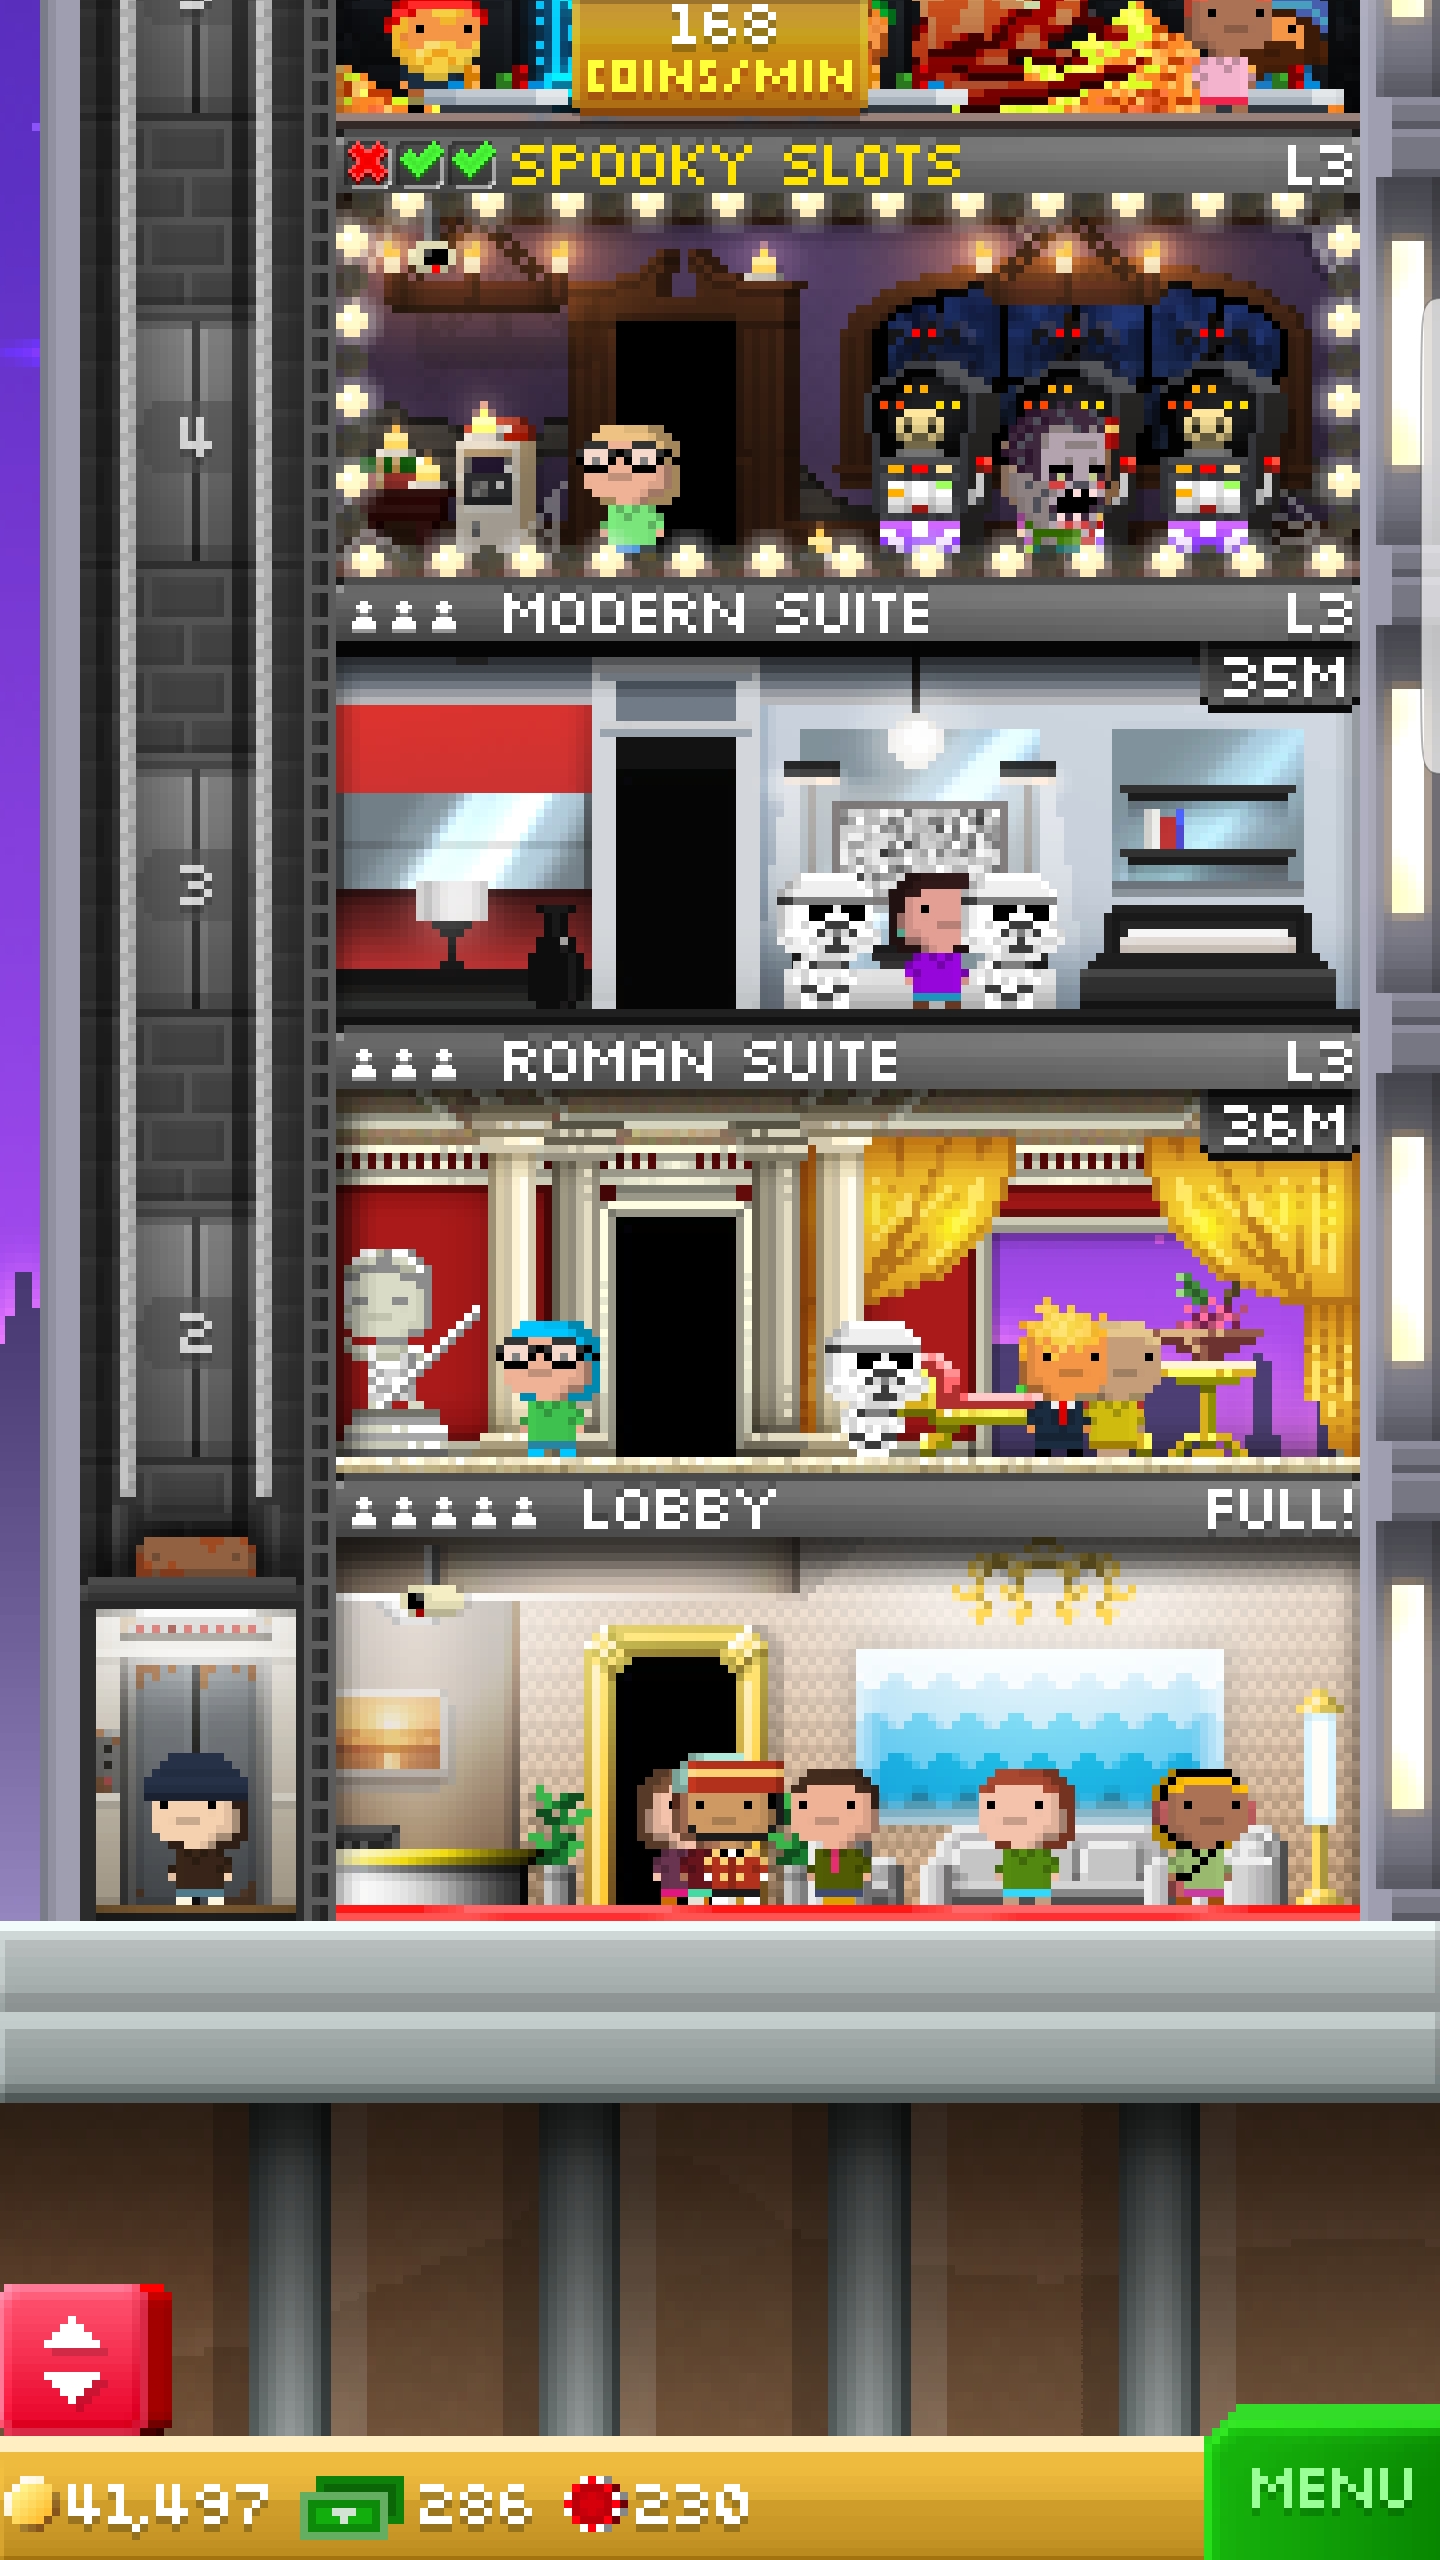 168
COINS/MIN
SPOOKY SLOTS L3
4
MODERN SUITE L3
35M
3
ROMAN SUITE L3
36M
2
LOBBY FULL!
41,497 286 230
MENU